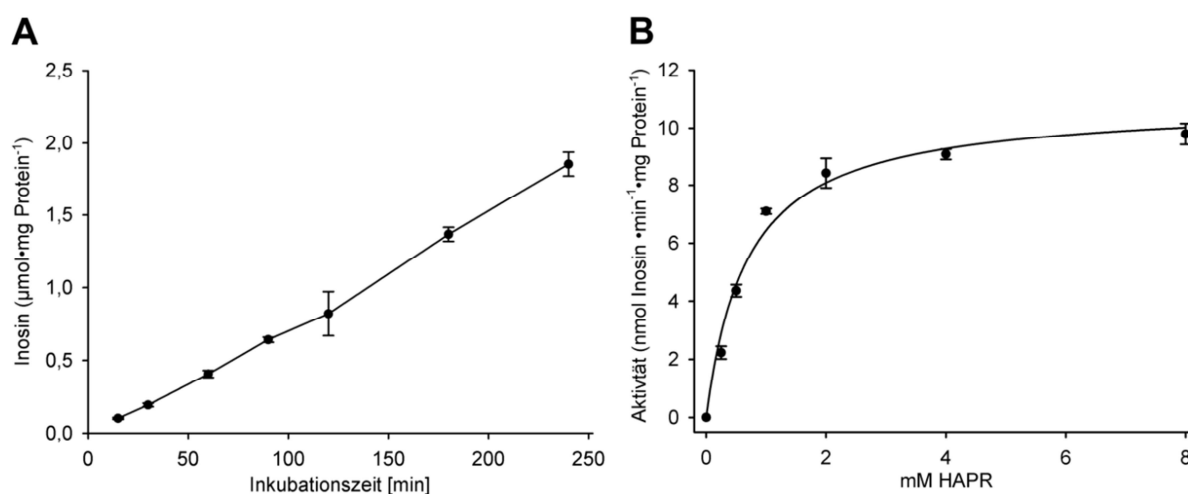 A
Inosin (µmol•mg Protein⁻¹)
2,5
2,0
1,5
1,0
0,5
0,0
0 50 100 150 200 250
Inkubationszeit [min]
B
Aktivtät (nmol Inosin •min⁻¹•mg Protein⁻¹)
12
10
8
6
4
2
0
0 2 4 6 8
mM HAPR